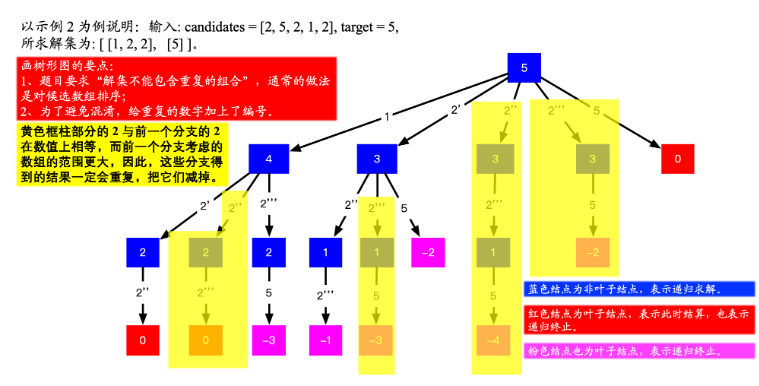 以示例 2 为例说明：输入: candidates = [2, 5, 2, 1, 2], target = 5,
所求解集为: [ [1, 2, 2], [5] ]。
画树形图的要点：
1、题目要求“解集不能包含重复的组合”，通常的做法
是对候选数组排序；
2、为了避免混淆，给重复的数字加上了编号。
黄色框柱部分的 2 与前一个分支的 2
在数值上相等，而前一个分支考虑的
数组的范围更大，因此，这些分支得
到的结果一定会重复，把它们减掉。
5
1 2' 2'' 2''' 5
4 3 3 3 0
2' 2'' 2''' 2'' 2''' 5 2''' 5
2 2 2 1 1 -2 1 -2
2'' 2''' 5 2''' 5 5
0 0 -3 -1 -3 -4
蓝色结点为非叶子结点，表示递归求解。
红色结点为叶子结点，表示此时结算，也表示
递归终止。
粉色结点也为叶子结点，表示递归终止。